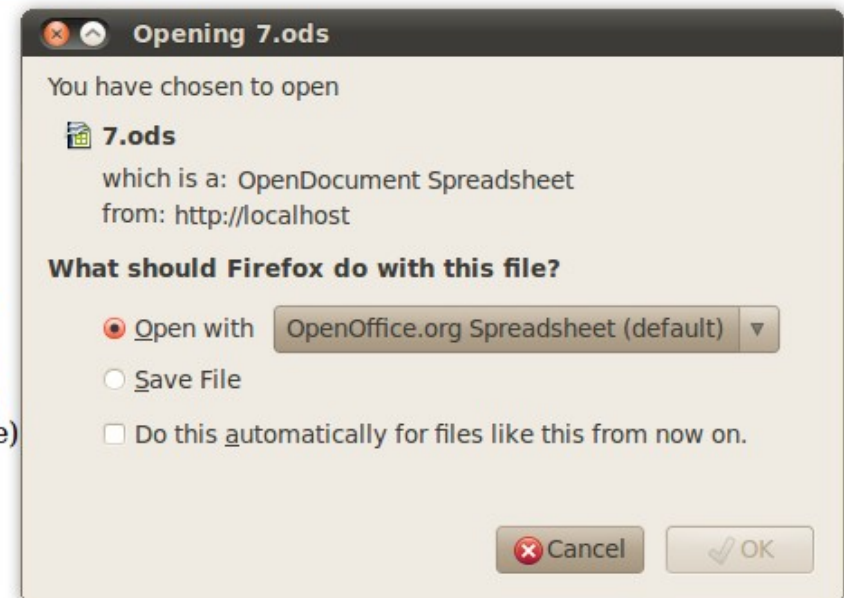 Opening 7.ods
You have chosen to open
7.ods
which is a: OpenDocument Spreadsheet
from: http://localhost
What should Firefox do with this file?
Open with OpenOffice.org Spreadsheet (default)
Save File
e)
Do this automatically for files like this from now on.
Cancel OK